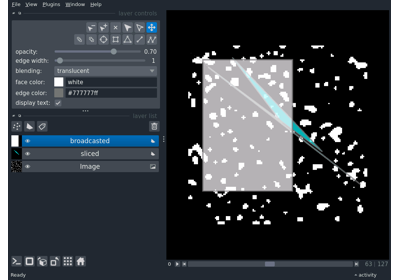 File View Plugins Window Help
layer controls
opacity: 0.70
edge width: 1
blending: translucent
face color: white
edge color: #777777ff
display text:
layer list
broadcasted
sliced
Image
63 127
Ready
activity